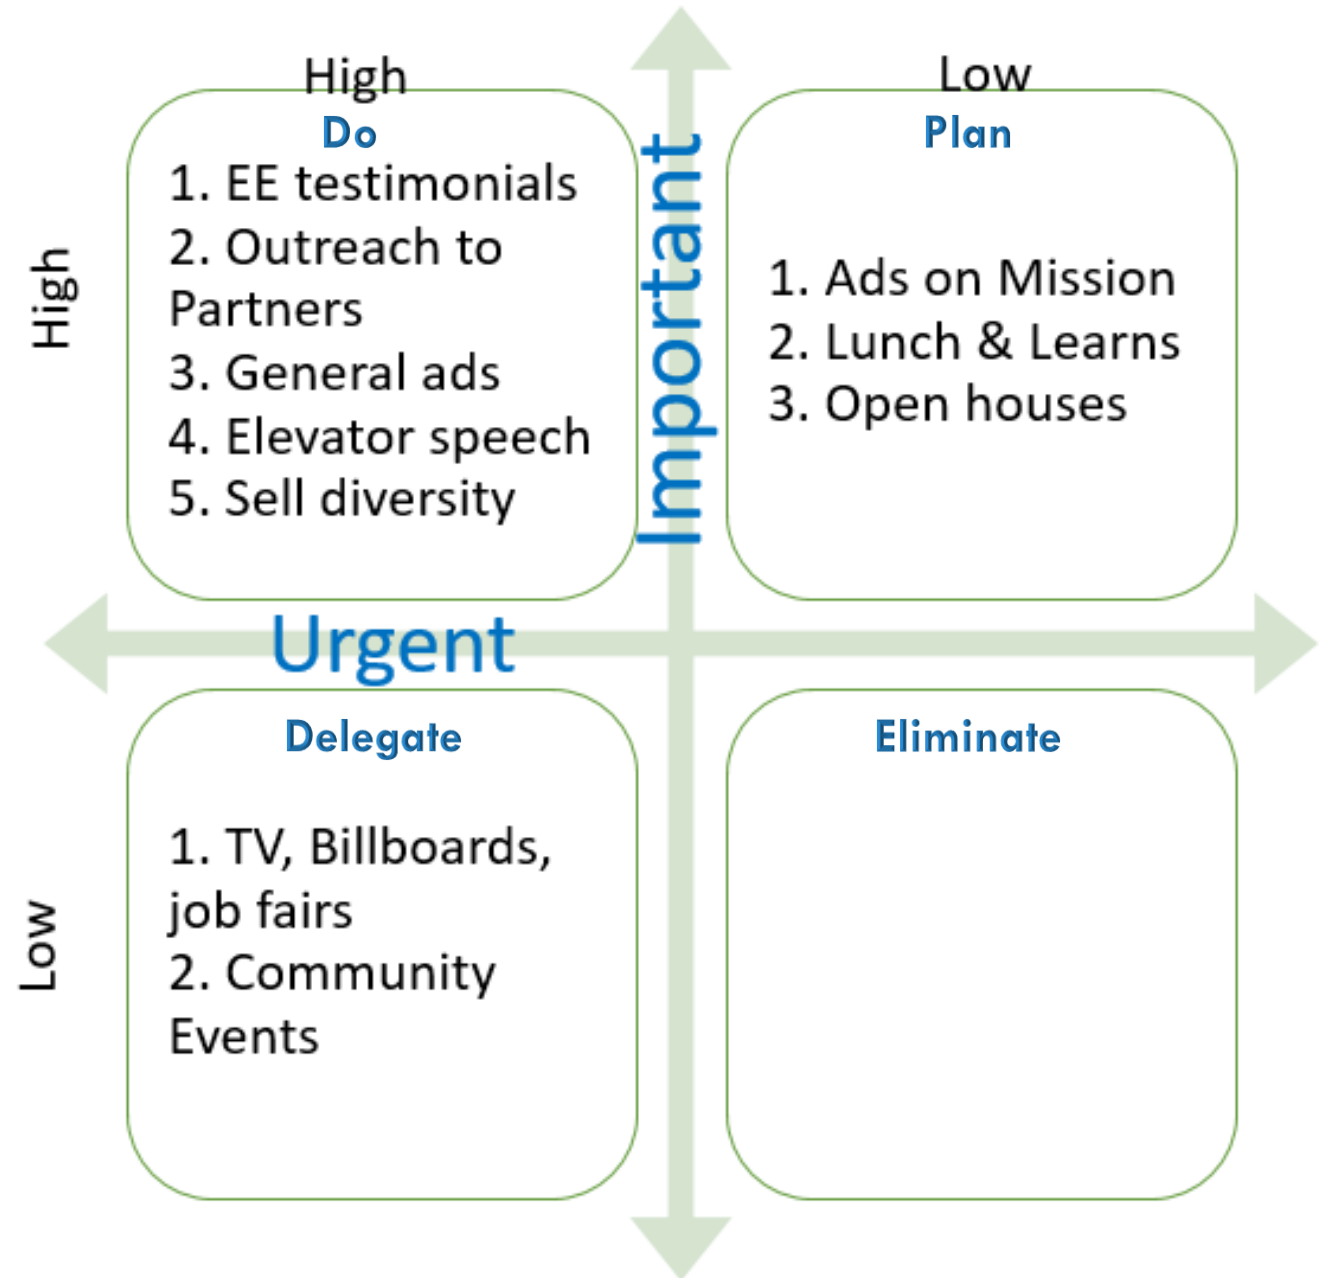 High
Low
High
Do
1. EE testimonials
2. Outreach to
Partners
3. General ads
4. Elevator speech
5. Sell diversity
Important
Plan
1. Ads on Mission
2. Lunch & Learns
3. Open houses
Urgent
Low
Delegate
1. TV, Billboards,
job fairs
2. Community
Events
Eliminate